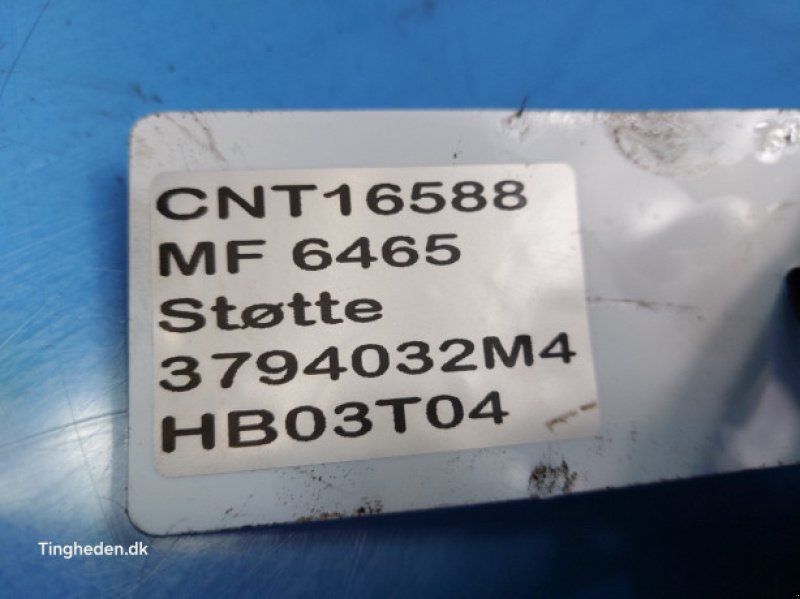 CNT16588
MF 6465
Støtte
3794032M4
HB03T04
Tingheden.dk